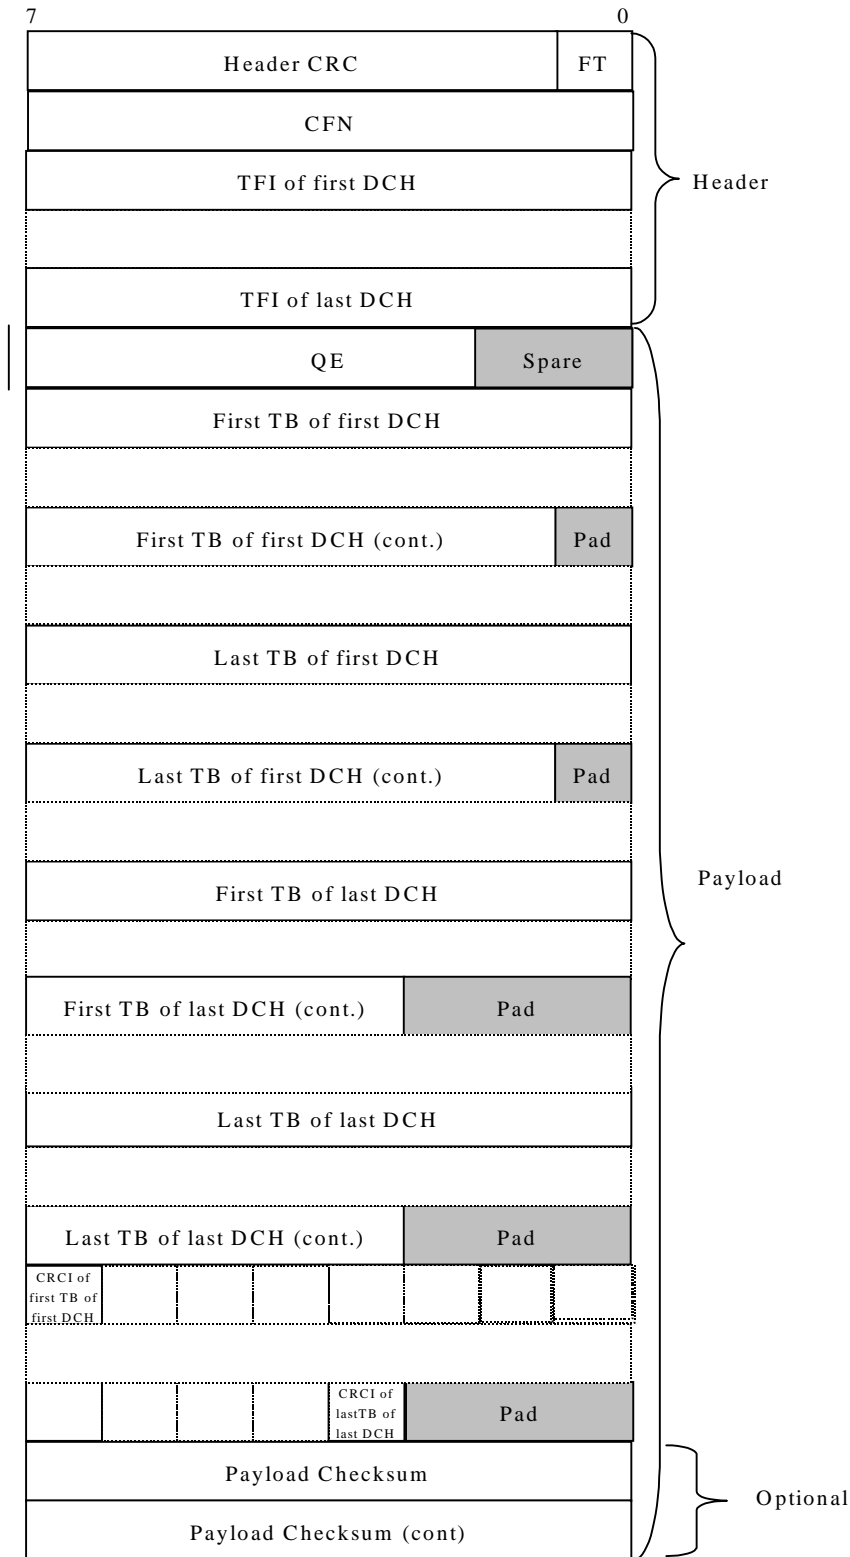 7 0
Header CRC FT
CFN
TFI of first DCH
Header
TFI of last DCH
QE Spare
First TB of first DCH
First TB of first DCH (cont.) Pad
Last TB of first DCH
Last TB of first DCH (cont.) Pad
First TB of last DCH
Payload
First TB of last DCH (cont.) Pad
Last TB of last DCH
Last TB of last DCH (cont.) Pad
CRCI of
first TB of
first DCH
CRCI of
lastTB of
last DCH
Pad
Payload Checksum
Optional
Payload Checksum (cont)